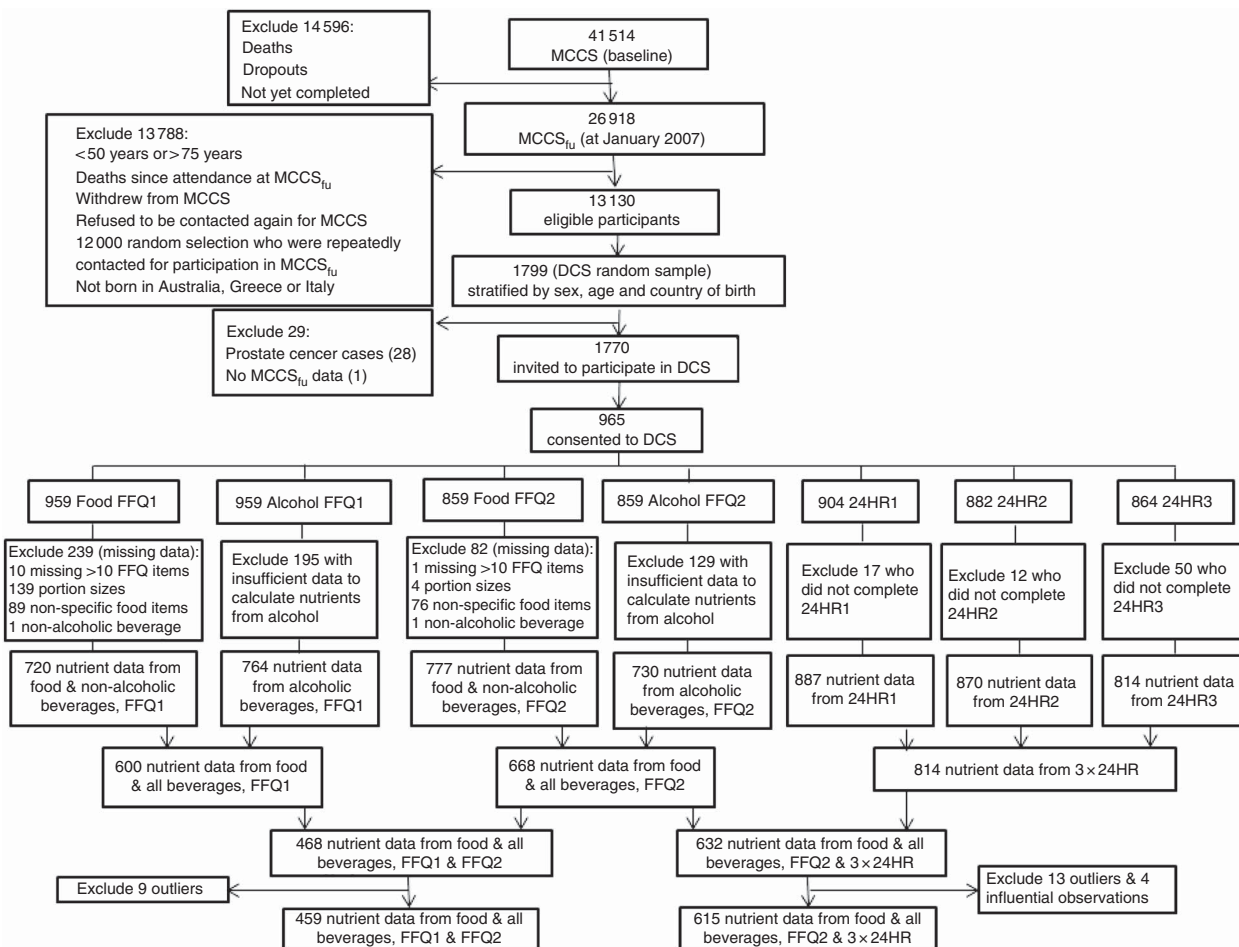 Exclude 14 596:
Deaths
Dropouts
Not yet completed
41 514
MCCS (baseline)
26 918
MCCSfu (at January 2007)
Exclude 13 788:
<50 years or>75 years
Deaths since attendance at MCCSfu
Withdrew from MCCS
Refused to be contacted again for MCCS
12 000 random selection who were repeatedly
contacted for participation in MCCSfu
Not born in Australia, Greece or Italy
13 130
eligible participants
1799 (DCS random sample)
stratified by sex, age and country of birth
Exclude 29:
Prostate cencer cases (28)
No MCCSfu data (1)
1770
invited to participate in DCS
965
consented to DCS
959 Food FFQ1
959 Alcohol FFQ1
859 Food FFQ2
859 Alcohol FFQ2
904 24HR1
882 24HR2
864 24HR3
Exclude 239 (missing data):
10 missing >10 FFQ items
139 portion sizes
89 non-specific food items
1 non-alcoholic beverage
Exclude 195 with
insufficient data to
calculate nutrients
from alcohol
Exclude 82 (missing data):
1 missing >10 FFQ items
4 portion sizes
76 non-specific food items
1 non-alcoholic beverage
Exclude 129 with
insufficient data to
calculate nutrients
from alcohol
Exclude 17 who
did not complete
24HR1
Exclude 12 who
did not complete
24HR2
Exclude 50 who
did not complete
24HR3
720 nutrient data from
food & non-alcoholic
beverages, FFQ1
764 nutrient data
from alcoholic
beverages, FFQ1
777 nutrient data from
food & non-alcoholic
beverages, FFQ2
730 nutrient data
from alcoholic
beverages, FFQ2
887 nutrient data
from 24HR1
870 nutrient data
from 24HR2
814 nutrient data
from 24HR3
600 nutrient data from food
& all beverages, FFQ1
668 nutrient data from food
& all beverages, FFQ2
814 nutrient data from 3×24HR
468 nutrient data from food & all
beverages, FFQ1 & FFQ2
632 nutrient data from food & all
beverages, FFQ2 & 3×24HR
Exclude 9 outliers
Exclude 13 outliers & 4
influential observations
459 nutrient data from food & all
beverages, FFQ1 & FFQ2
615 nutrient data from food & all
beverages, FFQ2 & 3×24HR